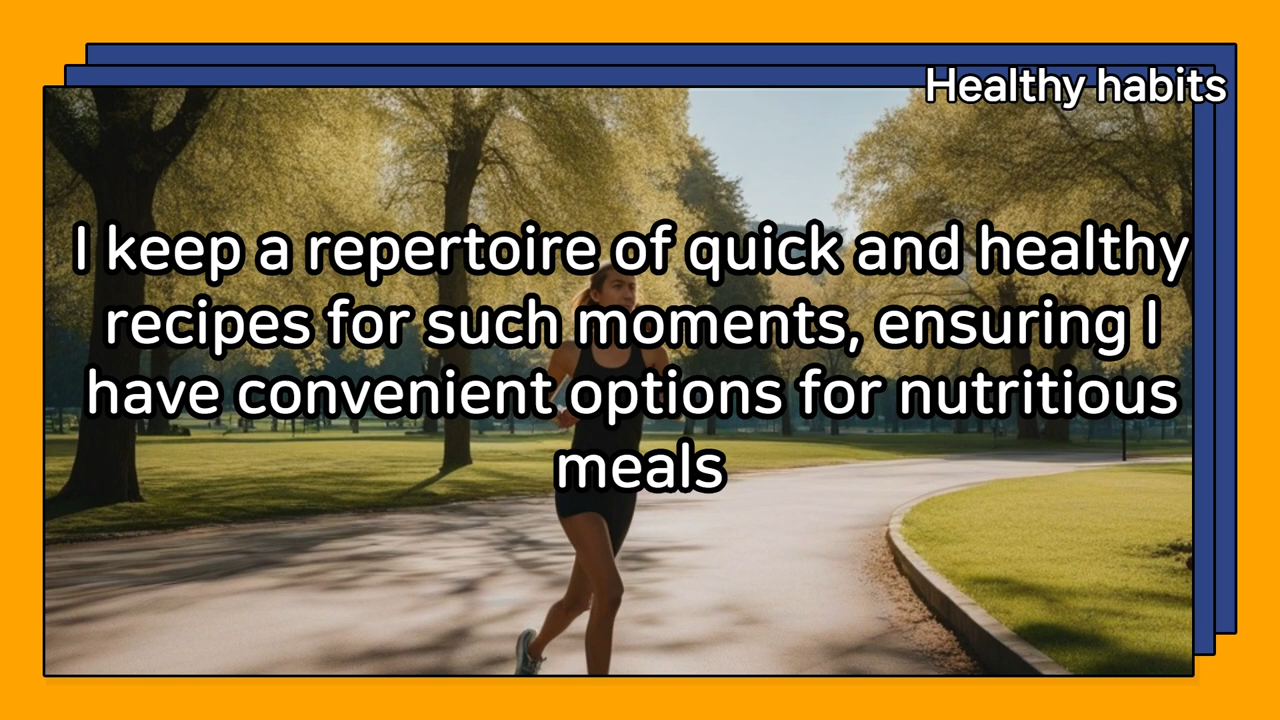 Healthy habits
I keep a repertoire of quick and healthy
recipes for such moments, ensuring I
have convenient options for nutritious
meals